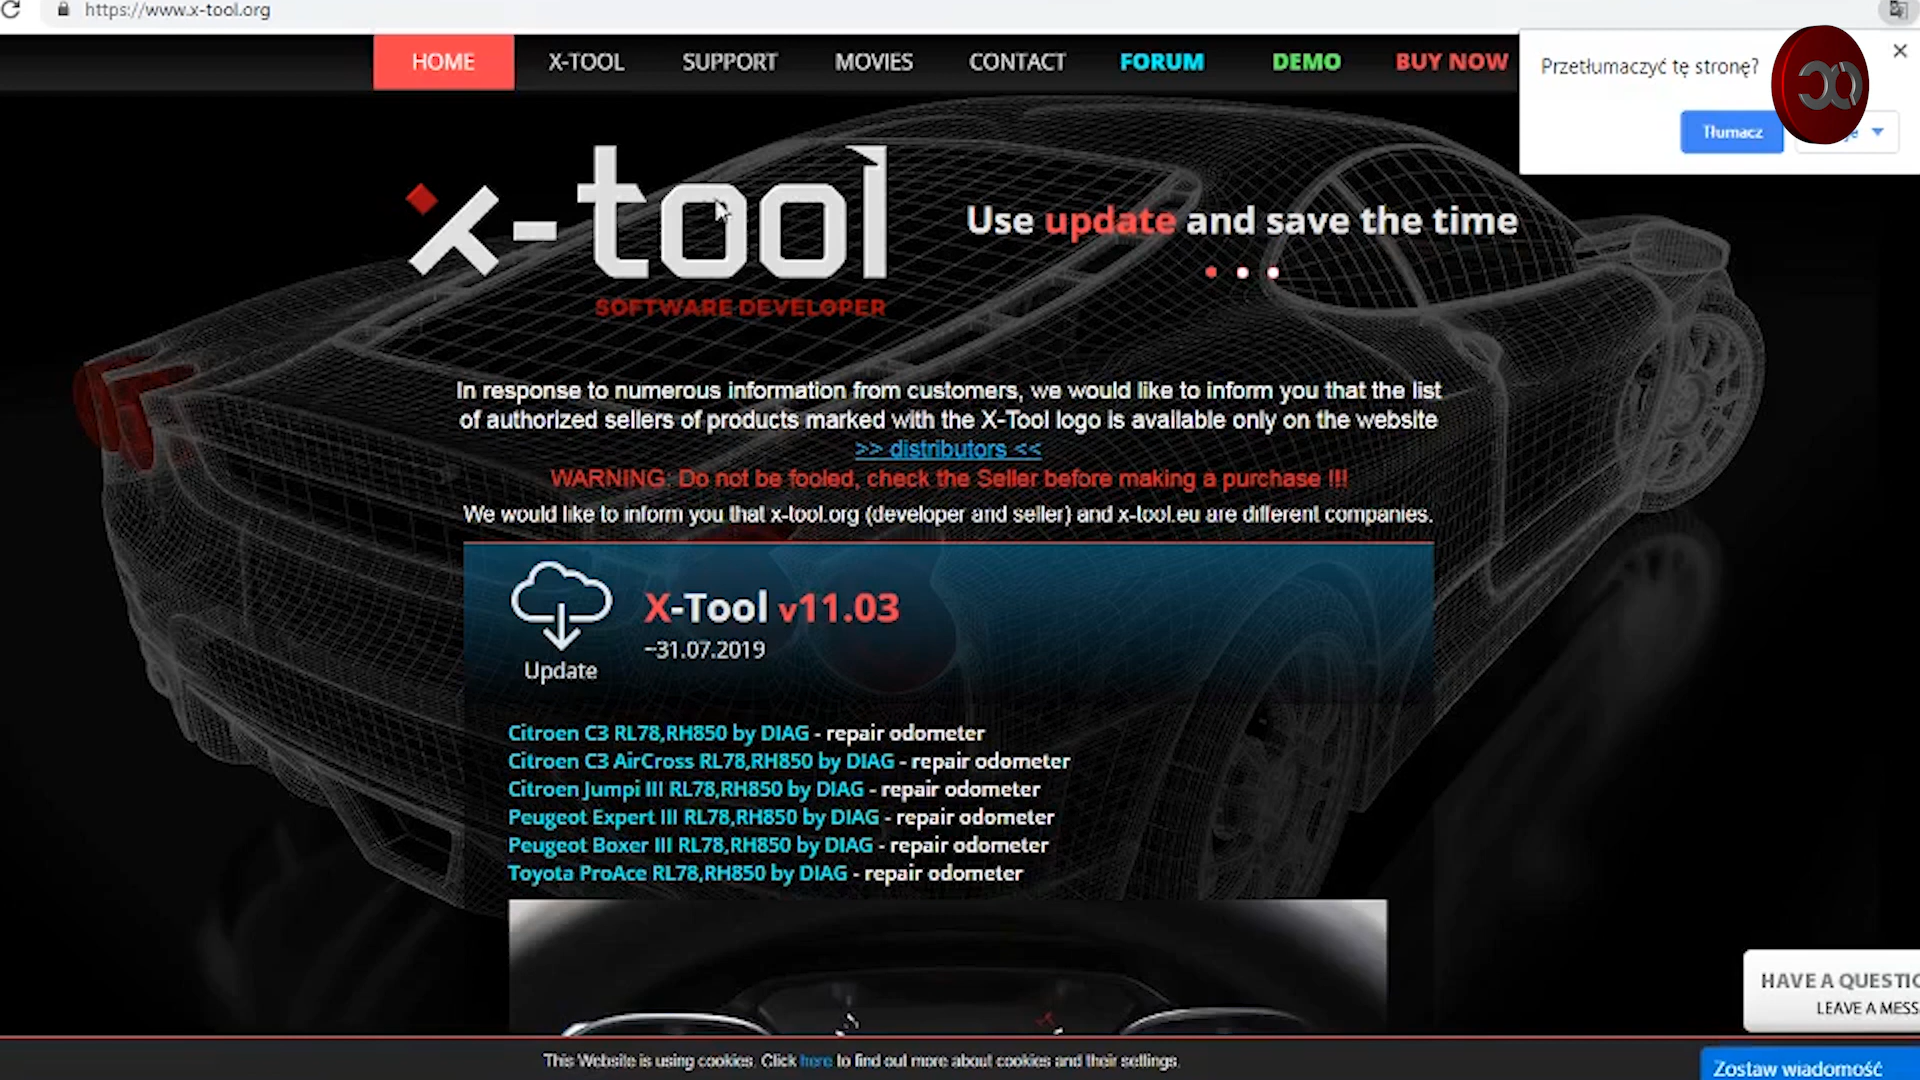 https://www.x-tool.org
HOME X-TOOL SUPPORT MOVIES CONTACT FORUM DEMO BUY NOW
Przetłumaczyć tę stronę?
Tłumacz
x-tool
SOFTWARE DEVELOPER
Use update and save the time
In response to numerous information from customers, we would like to inform you that the list
of authorized sellers of products marked with the X-Tool logo is available only on the website
>> distributors <<
WARNING: Do not be fooled, check the Seller before making a purchase !!!
We would like to inform you that x-tool.org (developer and seller) and x-tool.eu are different companies.
Update
X-Tool v11.03
~31.07.2019
Citroen C3 RL78,RH850 by DIAG - repair odometer
Citroen C3 AirCross RL78,RH850 by DIAG - repair odometer
Citroen Jumpi III RL78,RH850 by DIAG - repair odometer
Peugeot Expert III RL78,RH850 by DIAG - repair odometer
Peugeot Boxer III RL78,RH850 by DIAG - repair odometer
Toyota ProAce RL78,RH850 by DIAG - repair odometer
HAVE A QUESTIO
LEAVE A MESS
This Website is using cookies. Click here to find out more about cookies and their settings.
Zostaw wiadomość